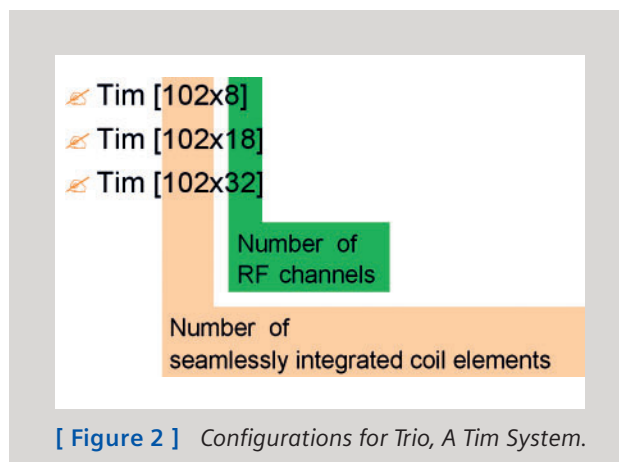 Tim [102x8]
Tim [102x18]
Tim [102x32]
Number of
RF channels
Number of
seamlessly integrated coil elements
[ Figure 2 ] Configurations for Trio, A Tim System.